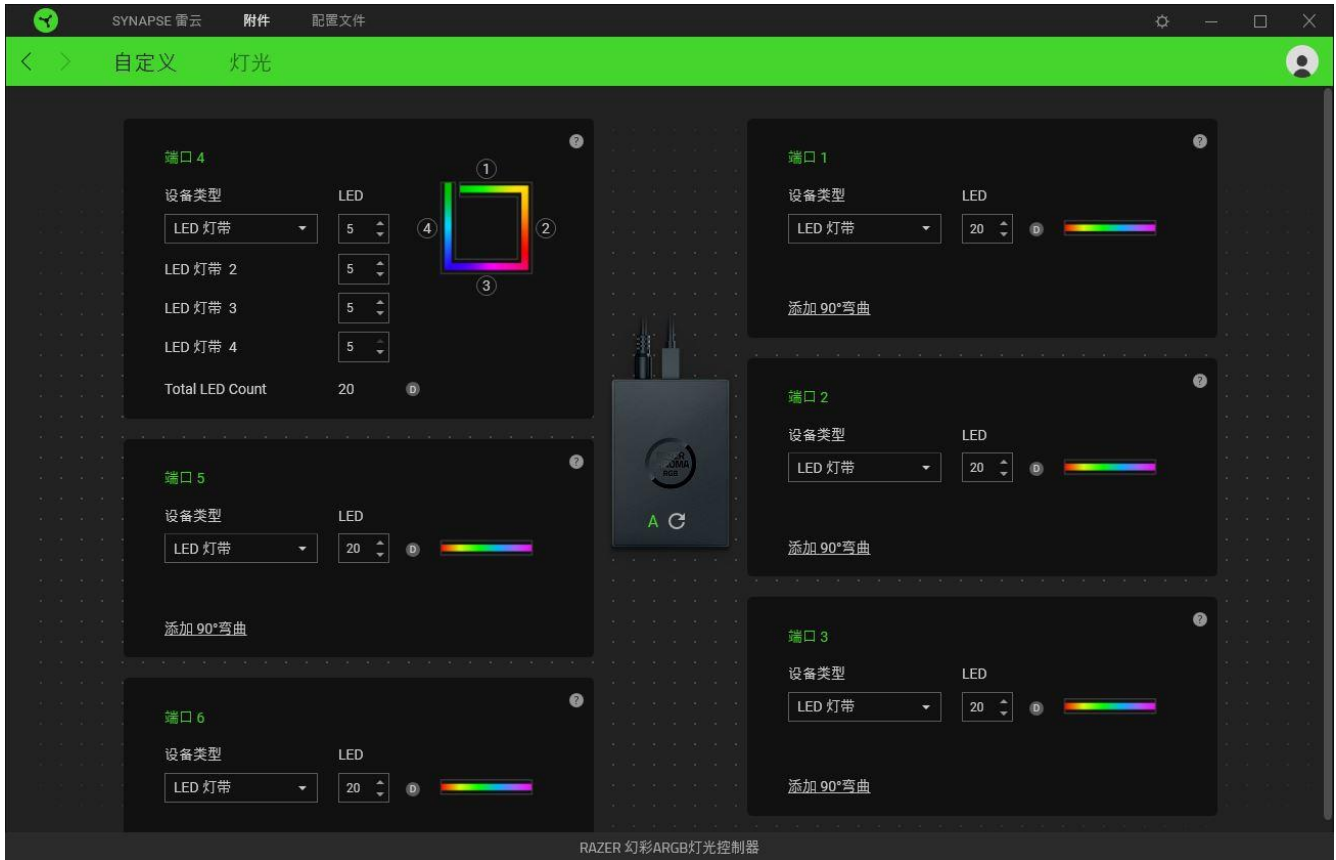 SYNAPSE 雷云 附件 配置文件
自定义 灯光
端口 4
设备类型 LED
LED 灯带 5
LED 灯带 2 5
LED 灯带 3 5
LED 灯带 4 5
Total LED Count 20 D
1
2
3
4
?
端口 5
设备类型 LED
LED 灯带 20 D
添加 90°弯曲
?
端口 6
设备类型 LED
LED 灯带 20 D
?
A
端口 1
设备类型 LED
LED 灯带 20 D
添加 90°弯曲
?
端口 2
设备类型 LED
LED 灯带 20 D
添加 90°弯曲
?
端口 3
设备类型 LED
LED 灯带 20 D
添加 90°弯曲
?
RAZER 幻彩ARGB灯光控制器